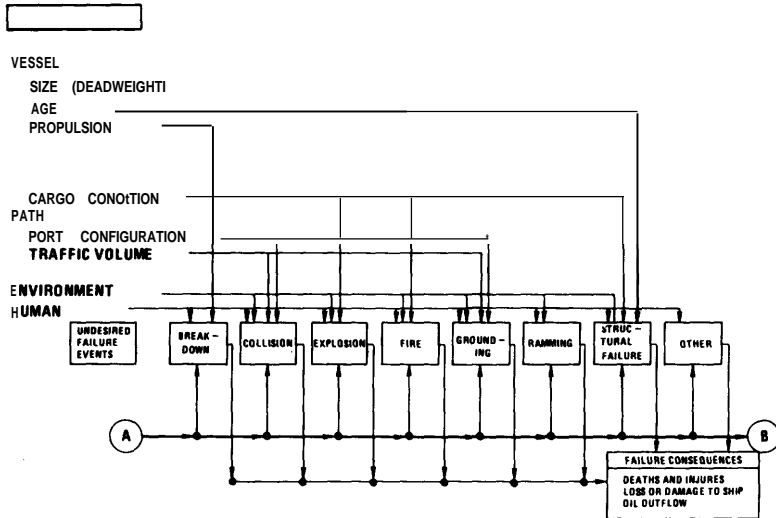 VESSEL
SIZE (DEADWEIGHTI
AGE
PROPULSION
CARGO CONOtTION
PATH
PORT CONFIGURATION
TRAFFIC VOLUME
ENVIRONMENT
HUMAN
UNDESIRED
FAILURE
EVENTS
BREAK-
DOWN
COLLISION
EXPLOSION
FIRE
GROUND-
ING
RAMMING
STRUC-
TURAL
FAILURE
OTHER
A
B
FAILURE CONSEQUENCES
DEATHS AND INJURES
LOSS OR DAMAGE TO SHIP
OIL OUTFLOW